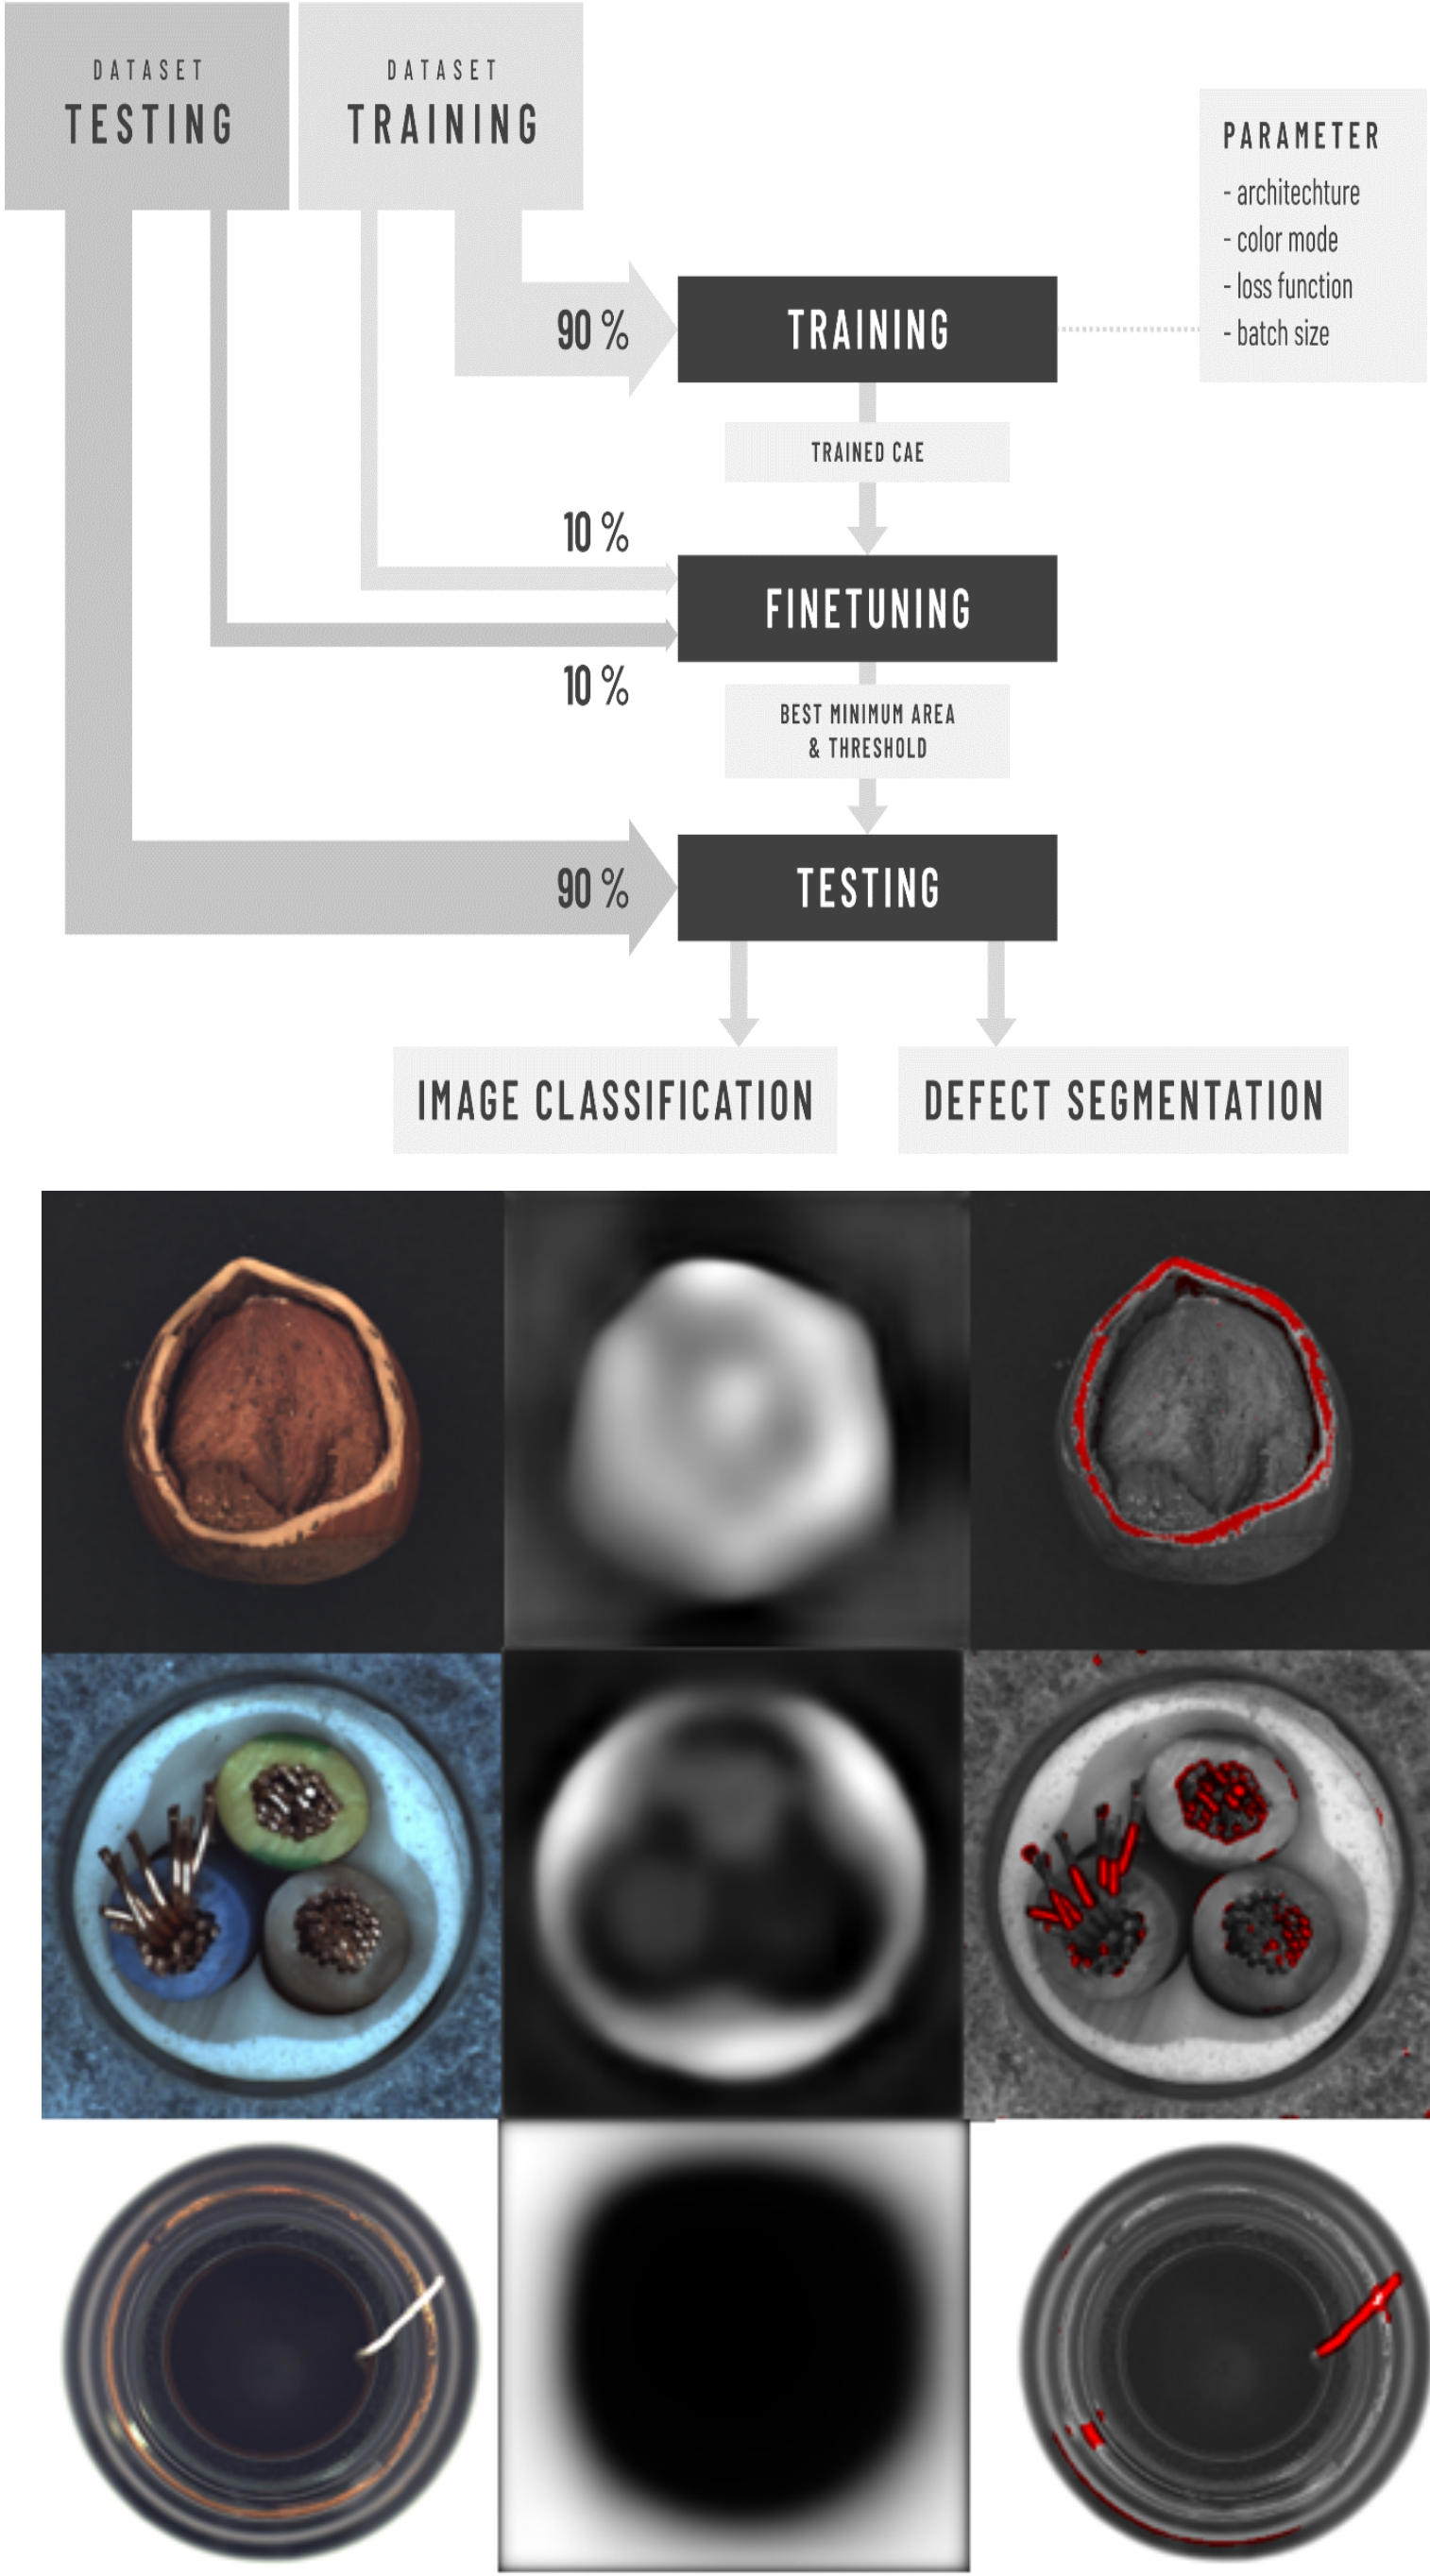 DATASET
TESTING
DATASET
TRAINING
PARAMETER
- architechture
- color mode
- loss function
- batch size
90 %
TRAINING
TRAINED CAE
10 %
FINETUNING
10 %
BEST MINIMUM AREA
& THRESHOLD
90 %
TESTING
IMAGE CLASSIFICATION
DEFECT SEGMENTATION